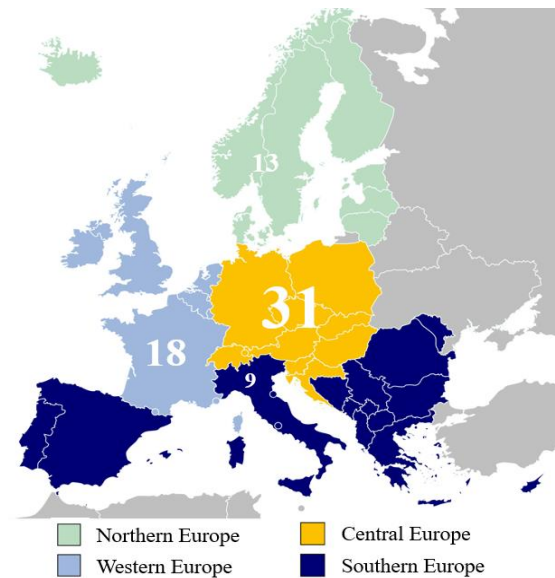 13
31
18
9
Northern Europe
Central Europe
Western Europe
Southern Europe